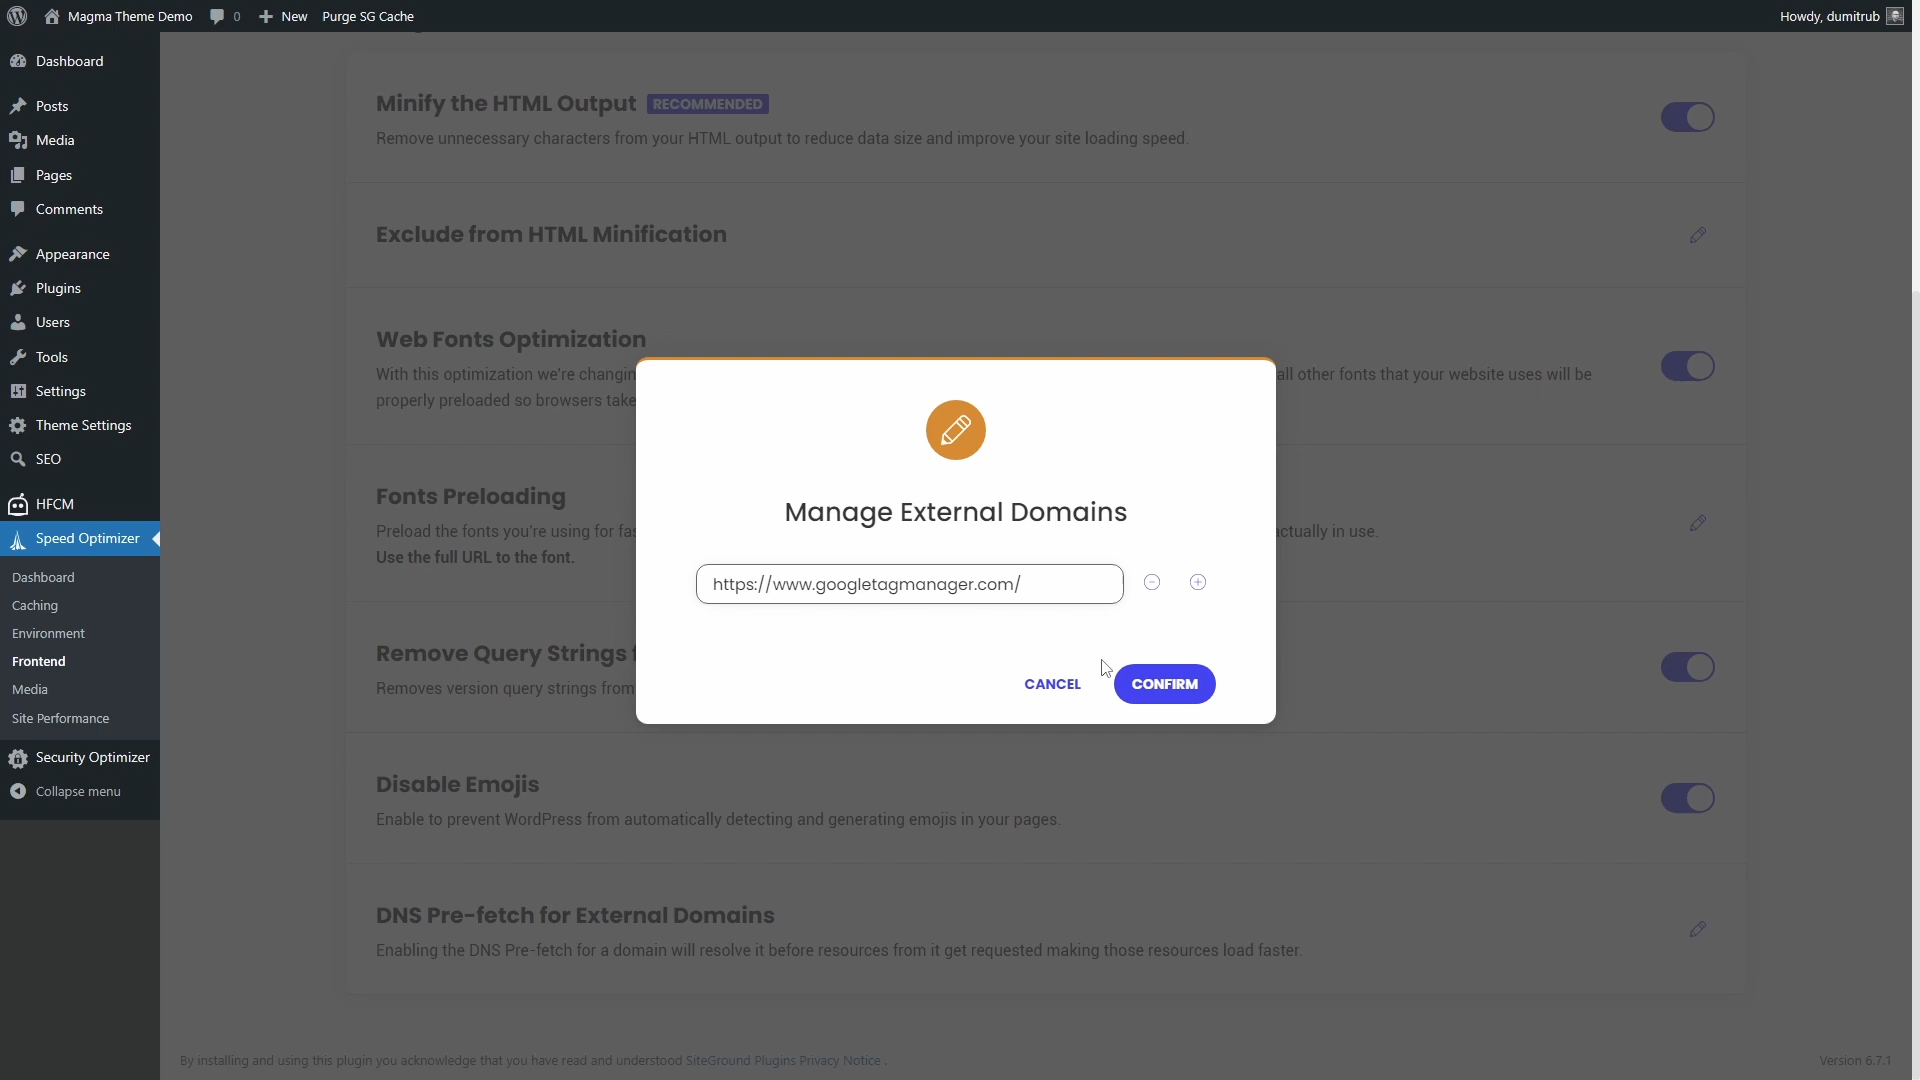 Magma Theme Demo 0 New Purge SG Cache Howdy, dumitrub
Dashboard
Posts
Media
Pages
Comments
Appearance
Plugins
Users
Tools
Settings
Theme Settings
SEO
HFCM
Speed Optimizer
Dashboard
Caching
Environment
Frontend
Media
Site Performance
Security Optimizer
Collapse menu
Minify the HTML Output RECOMMENDED
Remove unnecessary characters from your HTML output to reduce data size and improve your site loading speed.
Exclude from HTML Minification
Web Fonts Optimization
With this optimization we're changin all other fonts that your website uses will be
properly preloaded so browsers take
Fonts Preloading
Preload the fonts you're using for fas actually in use.
Use the full URL to the font.
Remove Query Strings f
Removes version query strings from
Manage External Domains
https://www.googletagmanager.com/
CANCEL CONFIRM
Disable Emojis
Enable to prevent WordPress from automatically detecting and generating emojis in your pages.
DNS Pre-fetch for External Domains
Enabling the DNS Pre-fetch for a domain will resolve it before resources from it get requested making those resources load faster.
By installing and using this plugin you acknowledge that you have read and understood SiteGround Plugins Privacy Notice . Version 6.7.1